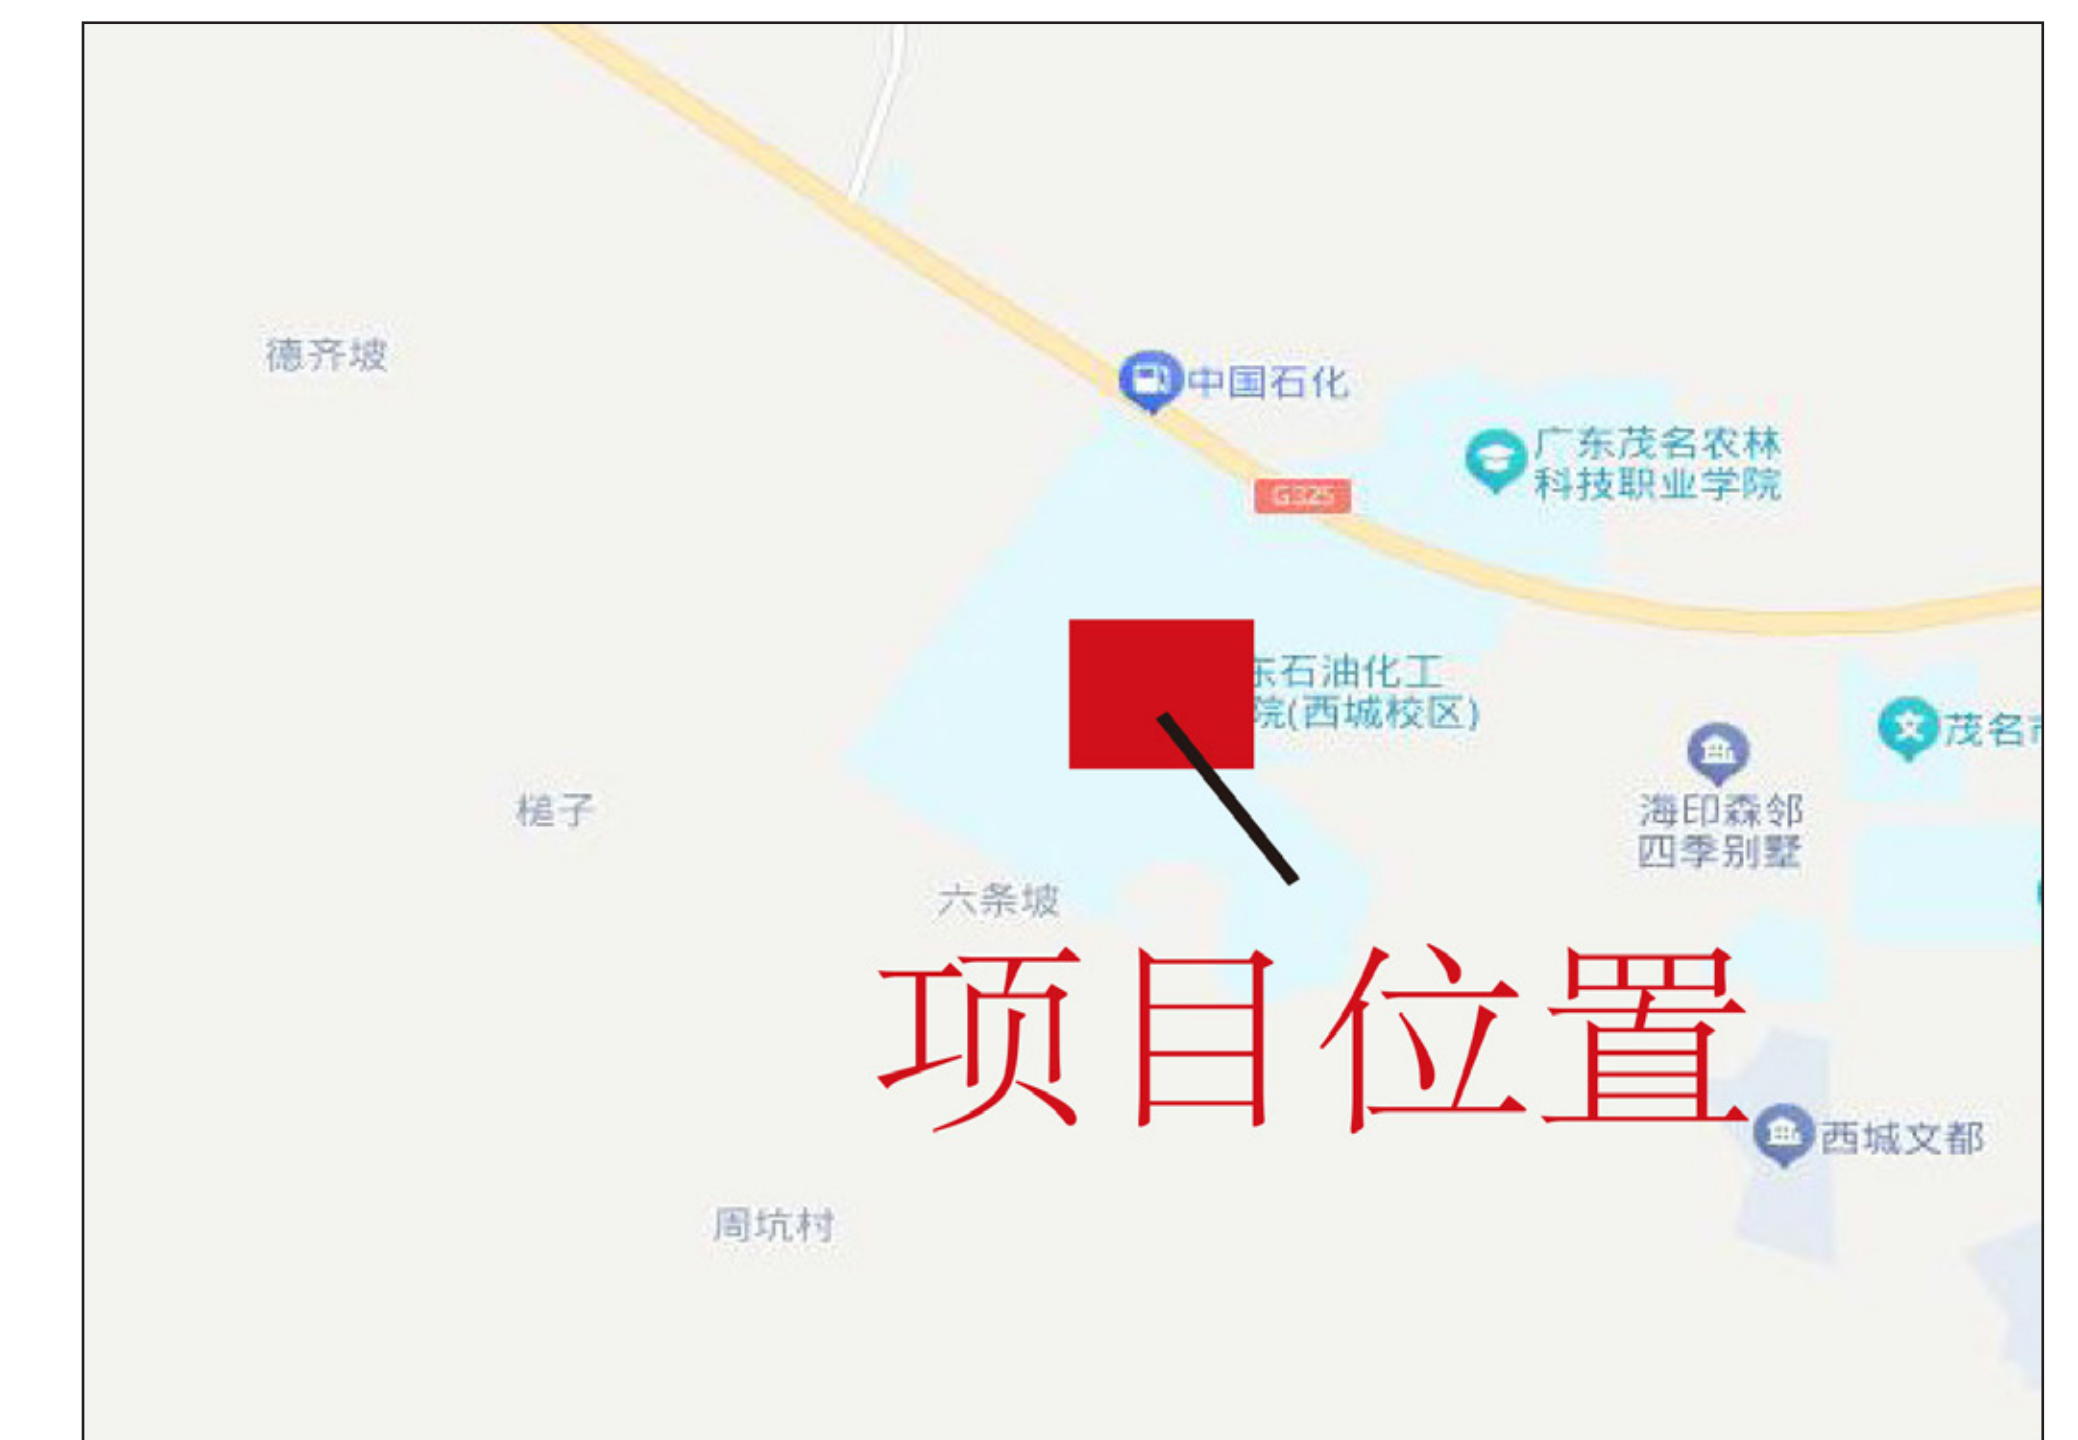 德齐坡
中国石化
广东茂名农林
科技职业学院
G325
东石油化工
院(西城校区)
茂名市
海印森邻
四季别墅
槌子
六条坡
项目位置
西城文都
周坑村